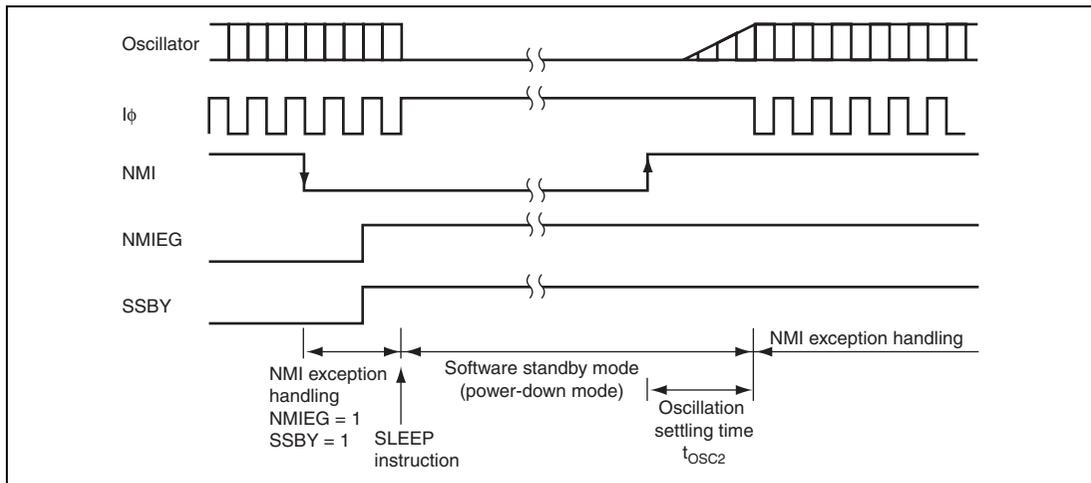 Oscillator
Iϕ
NMI
NMIEG
SSBY
NMI exception
handling
NMIEG = 1
SSBY = 1
SLEEP
instruction
Software standby mode
(power-down mode)
Oscillation
settling time
tOSC2
NMI exception handling